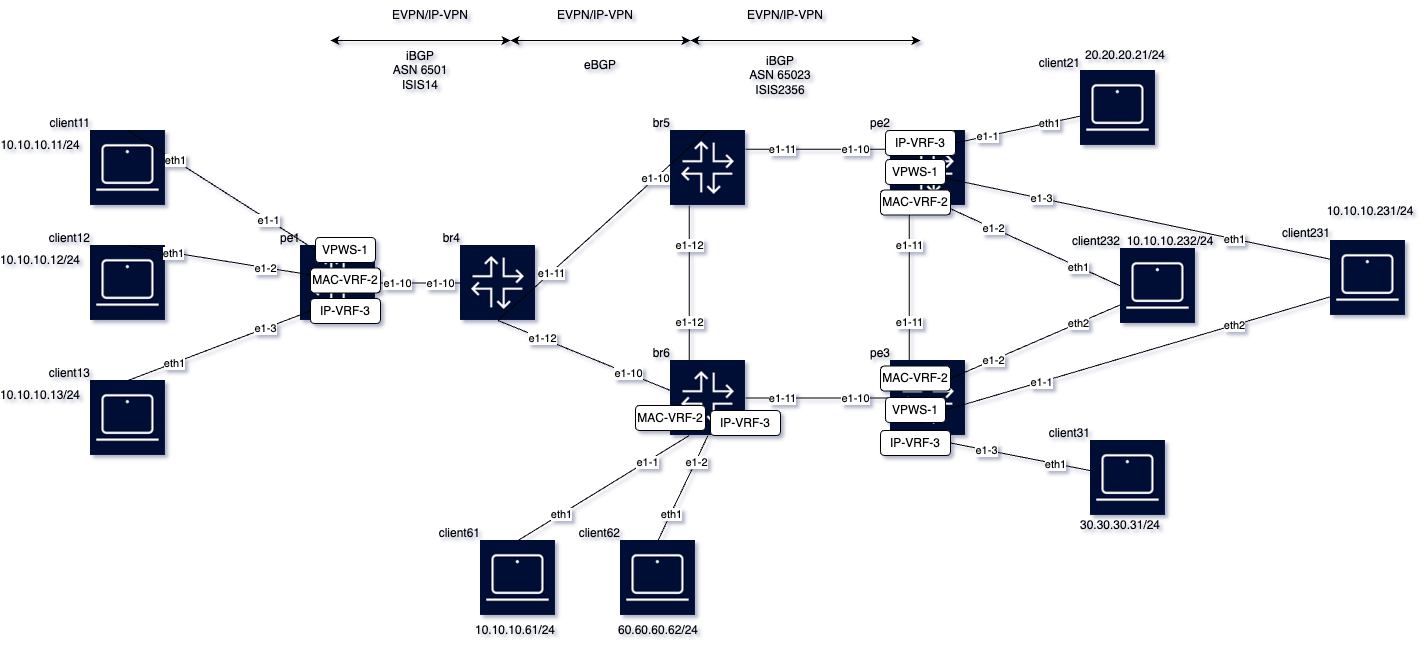 EVPN/IP-VPN
EVPN/IP-VPN
EVPN/IP-VPN
iBGP
ASN 6501
ISIS14
eBGP
iBGP
ASN 65023
ISIS2356
client11
10.10.10.11/24
eth1
e1-1
client12
10.10.10.12/24
eth1
e1-2
client13
10.10.10.13/24
eth1
e1-3
pe1
VPWS-1
MAC-VRF-2
IP-VRF-3
e1-10
e1-10
br4
e1-11
e1-10
e1-12
e1-10
br5
e1-11
e1-10
e1-12
e1-12
br6
MAC-VRF-2
IP-VRF-3
e1-11
e1-10
e1-1
e1-2
eth1
eth1
client61
client62
10.10.10.61/24
60.60.60.62/24
pe2
IP-VRF-3
VPWS-1
MAC-VRF-2
e1-1
eth1
client21
20.20.20.21/24
e1-3
eth1
e1-2
eth1
e1-11
e1-11
client232
10.10.10.232/24
client231
10.10.10.231/24
pe3
MAC-VRF-2
VPWS-1
IP-VRF-3
e1-2
eth2
e1-1
eth2
e1-3
eth1
client31
30.30.30.31/24